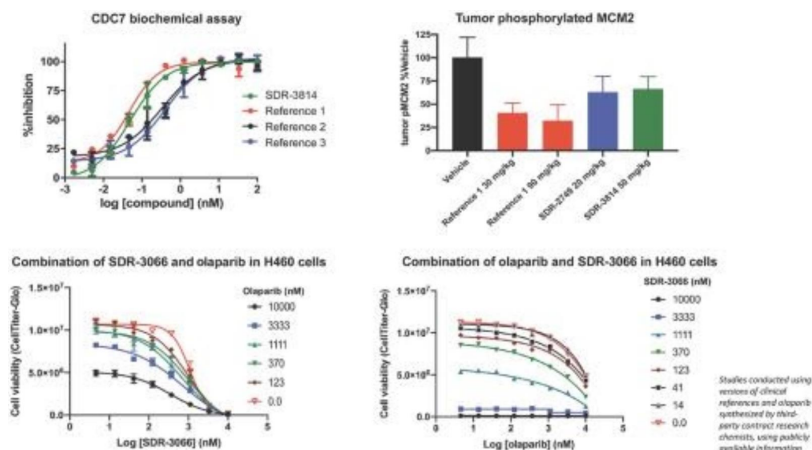 CDC7 biochemical assay
%inhibition
100
75
50
25
0
-3 -2 -1 0 1 2
log [compound] (nM)
SDR-3814
Reference 1
Reference 2
Reference 3
Tumor phosphorylated MCM2
tumor pMCM2 %Vehicle
125
100
75
50
25
0
Vehicle
Reference 1 30 mg/kg
Reference 1 90 mg/kg
SDR-2749 20 mg/kg
SDR-3814 50 mg/kg
Combination of SDR-3066 and olaparib in H460 cells
Cell viability (CellTiter-Glo)
1.5×10⁷
1.0×10⁷
5.0×10⁶
0.0
0 1 2 3 4 5
Log [SDR-3066] (nM)
Olaparib (nM)
10000
3333
1111
370
123
0.0
Combination of olaparib and SDR-3066 in H460 cells
Cell viability (CellTiter-Glo)
1.5×10⁷
1.0×10⁷
5.0×10⁶
0.0
0 1 2 3 4 5
Log [olaparib] (nM)
SDR-3066 (nM)
10000
3333
1111
370
123
41
14
0.0
Studies conducted using
versions of clinical
references and olaparib
synthesized by third-
party contract research
chemists, using publicly
available information